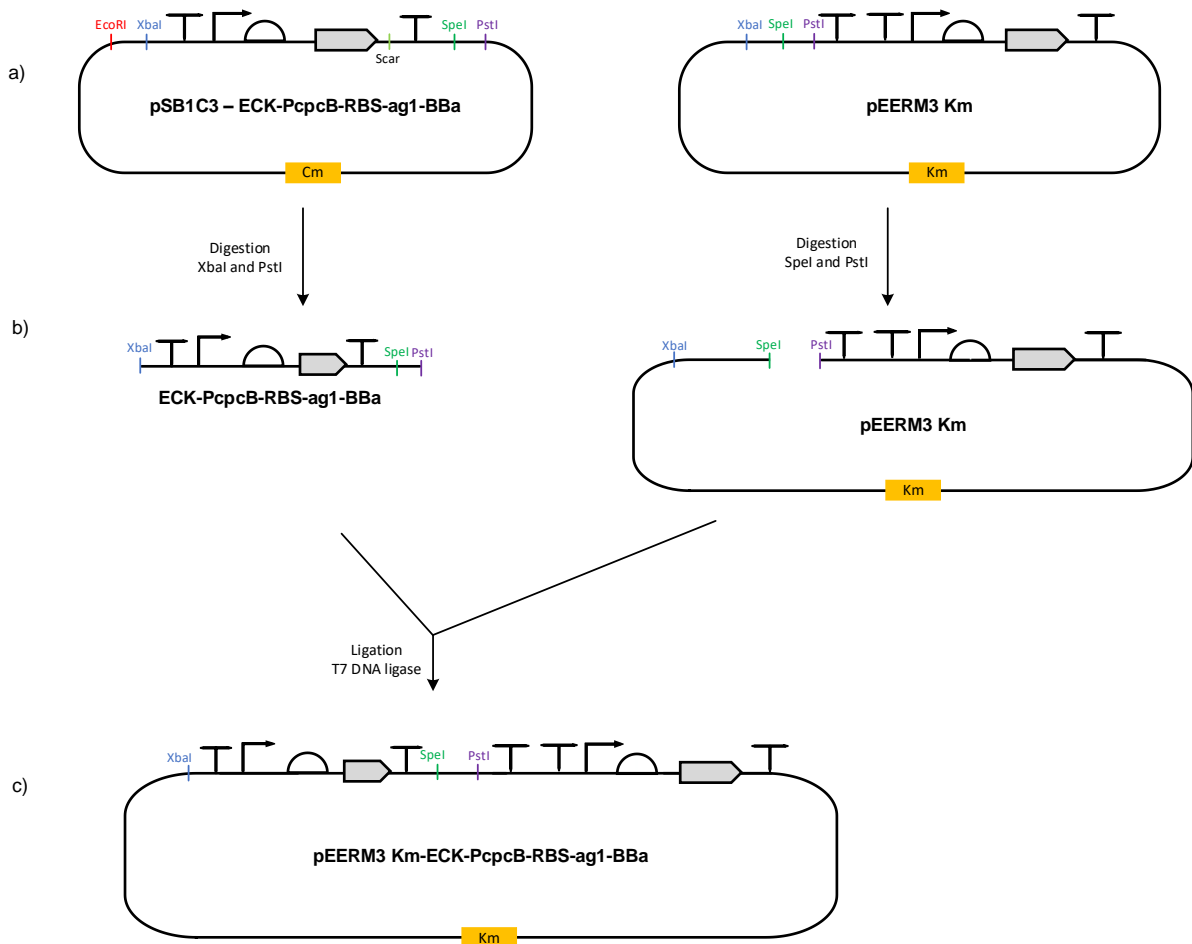 EcoRI XbaI SpeI PstI
Scar
XbaI SpeI PstI
a)
pSB1C3 – ECK-PcpcB-RBS-ag1-BBa
pEERM3 Km
Cm
Km
Digestion
XbaI and PstI
Digestion
SpeI and PstI
b)
XbaI
SpeI PstI
ECK-PcpcB-RBS-ag1-BBa
XbaI SpeI PstI
pEERM3 Km
Km
Ligation
T7 DNA ligase
c)
XbaI SpeI PstI
pEERM3 Km-ECK-PcpcB-RBS-ag1-BBa
Km